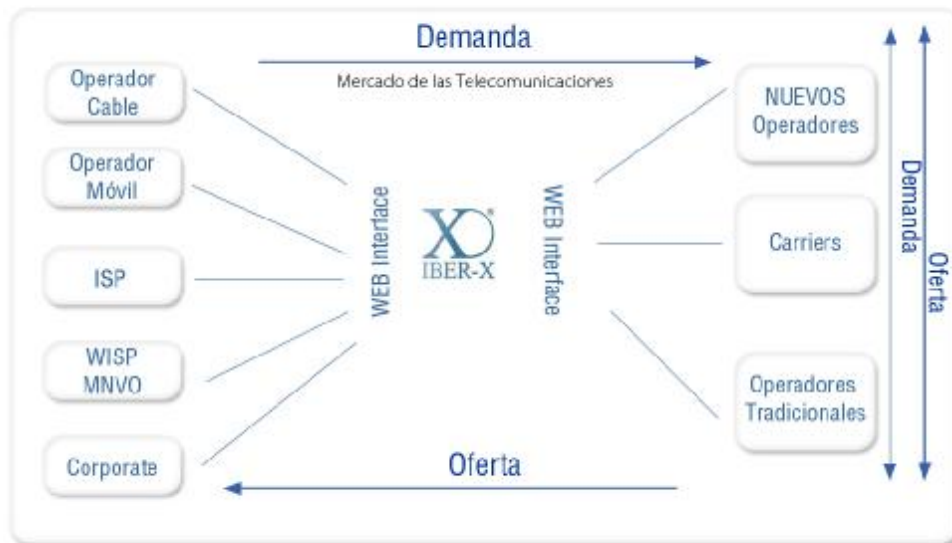 Demanda
Mercado de las Telecomunicaciones
Operador
Cable
Operador
Móvil
ISP
WISP
MNVO
Corporate
WEB Interface
XO®
IBER-X
WEB Interface
NUEVOS
Operadores
Carriers
Operadores
Tradicionales
Demanda
Oferta
Oferta